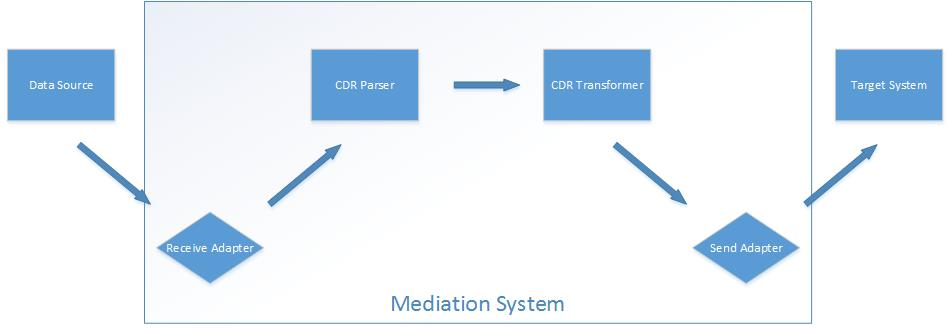 Data Source
CDR Parser
CDR Transformer
Target System
Receive Adapter
Send Adapter
Mediation System